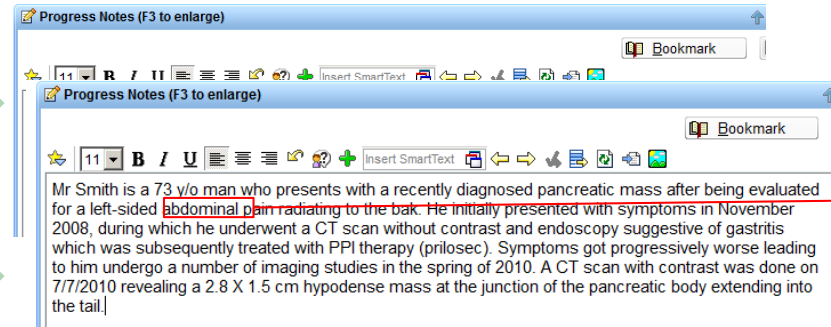 Progress Notes (F3 to enlarge)
Bookmark
11 B I U Insert SmartText
Progress Notes (F3 to enlarge)
Bookmark
11 B I U Insert SmartText
Mr Smith is a 73 y/o man who presents with a recently diagnosed pancreatic mass after being evaluated
for a left-sided abdominal pain radiating to the bak. He initially presented with symptoms in November
2008, during which he underwent a CT scan without contrast and endoscopy suggestive of gastritis
which was subsequently treated with PPI therapy (prilosec). Symptoms got progressively worse leading
to him undergo a number of imaging studies in the spring of 2010. A CT scan with contrast was done on
7/7/2010 revealing a 2.8 X 1.5 cm hypodense mass at the junction of the pancreatic body extending into
the tail.